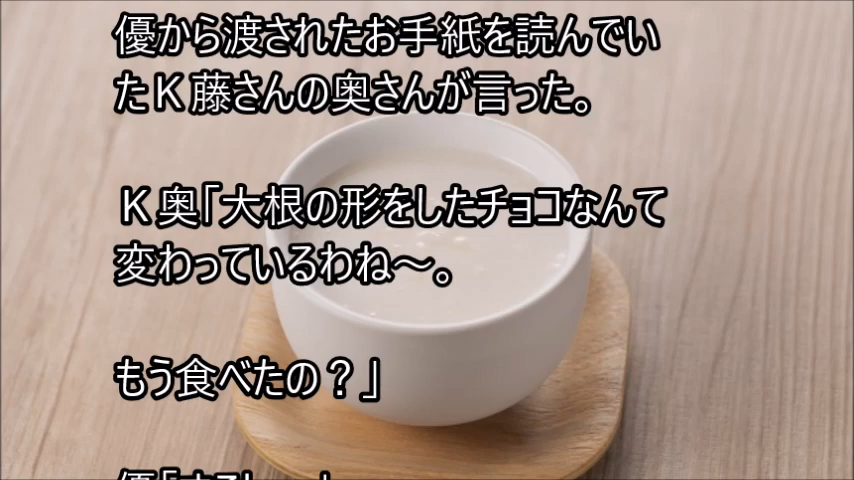 優から渡されたお手紙を読んでい
たＫ藤さんの奥さんが言った。
Ｋ奥「大根の形をしたチョコなんて
変わっているわね～。
もう食べたの？」